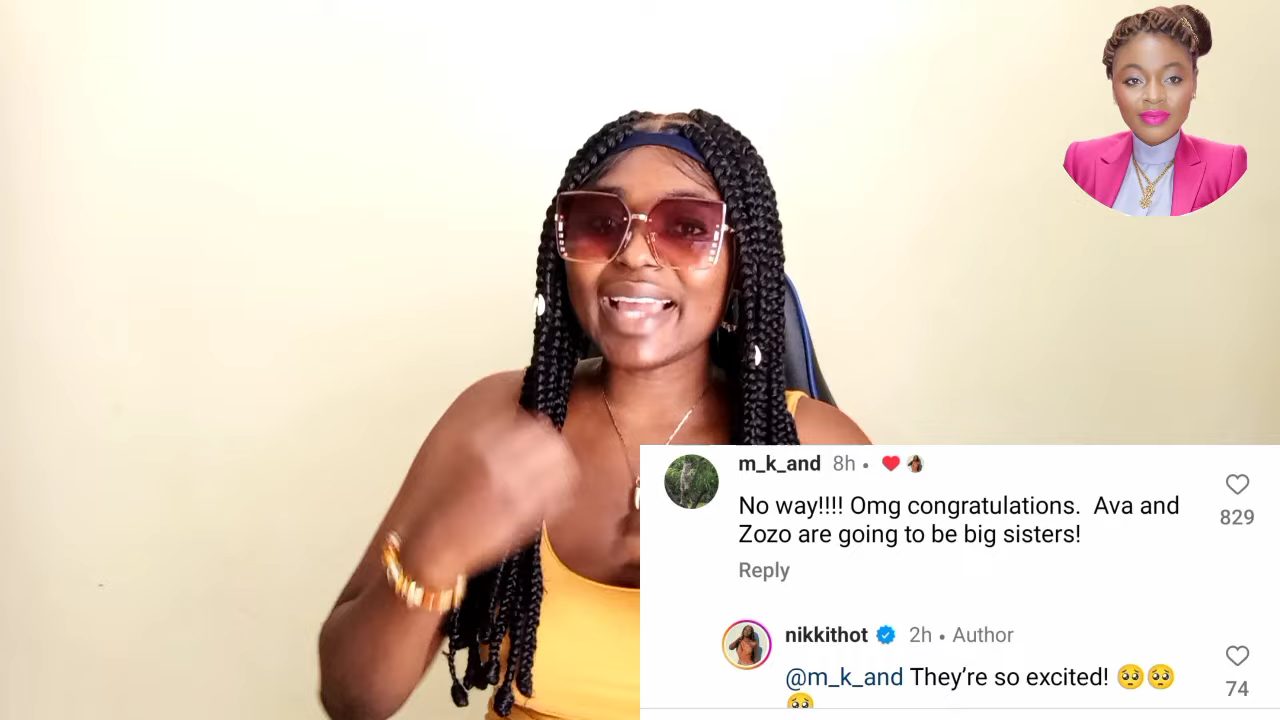 m_k_and 8h • ❤️
829
No way!!!! Omg congratulations. Ava and
Zozo are going to be big sisters!
Reply
nikkithot 2h • Author
@m_k_and They’re so excited! 🥺🥺
🥺
74